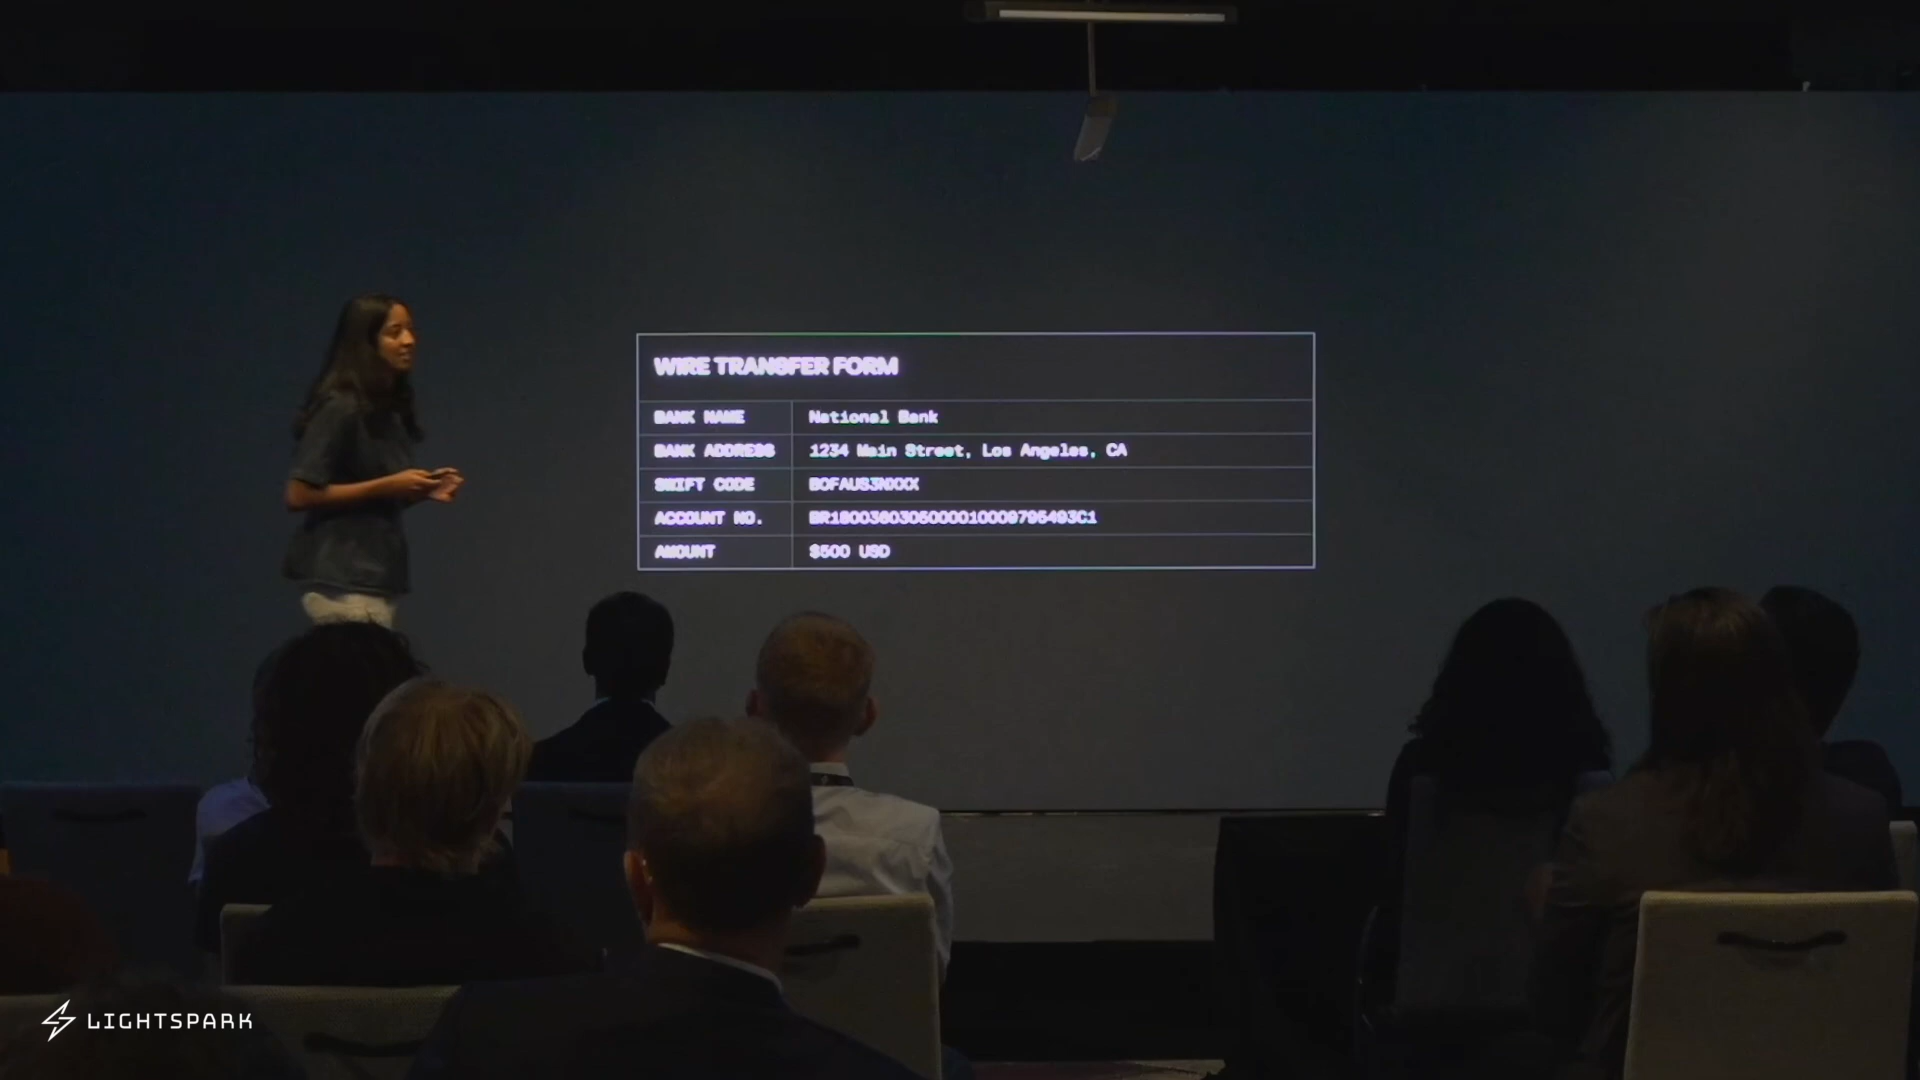 WIRE TRANSFER FORM
BANK NAME National Bank
BANK ADDRESS 1234 Main Street, Los Angeles, CA
SWIFT CODE BOFAUS3NXXX
ACCOUNT NO.
AMOUNT $500 USD
LIGHTSPARK